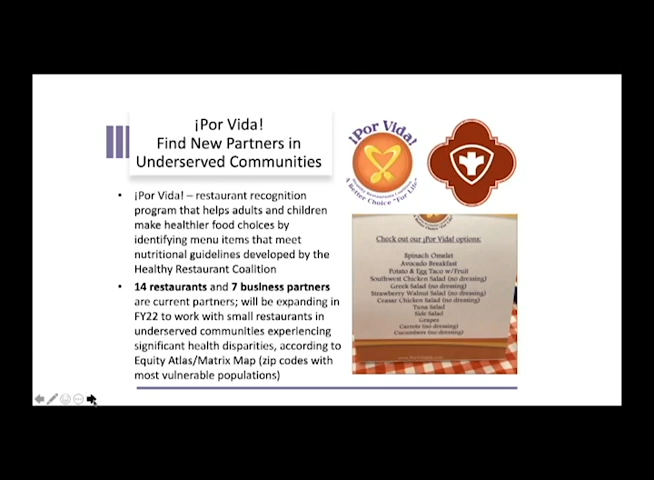 ¡Por Vida!
Find New Partners in
Underserved Communities
• ¡Por Vida! – restaurant recognition
program that helps adults and children
make healthier food choices by
identifying menu items that meet
nutritional guidelines developed by the
Healthy Restaurant Coalition
• 14 restaurants and 7 business partners
are current partners; will be expanding in
FY22 to work with small restaurants in
underserved communities experiencing
significant health disparities, according to
Equity Atlas/Matrix Map (zip codes with
most vulnerable populations)
¡Por Vida!
Healthy Restaurants Coalition
A Better Choice "For Life"
Check out our ¡Por Vida! options:
Spinach Omelet
Avocado Breakfast
Potato & Egg Taco w/Fruit
Southwest Chicken Salad (no dressing)
Greek Salad (no dressing)
Strawberry Walnut Salad (no dressing)
Ceasar Chicken Salad (no dressing)
Tuna Salad
Side Salad
Grapes
Carrots (no dressing)
Cucumbers (no dressing)